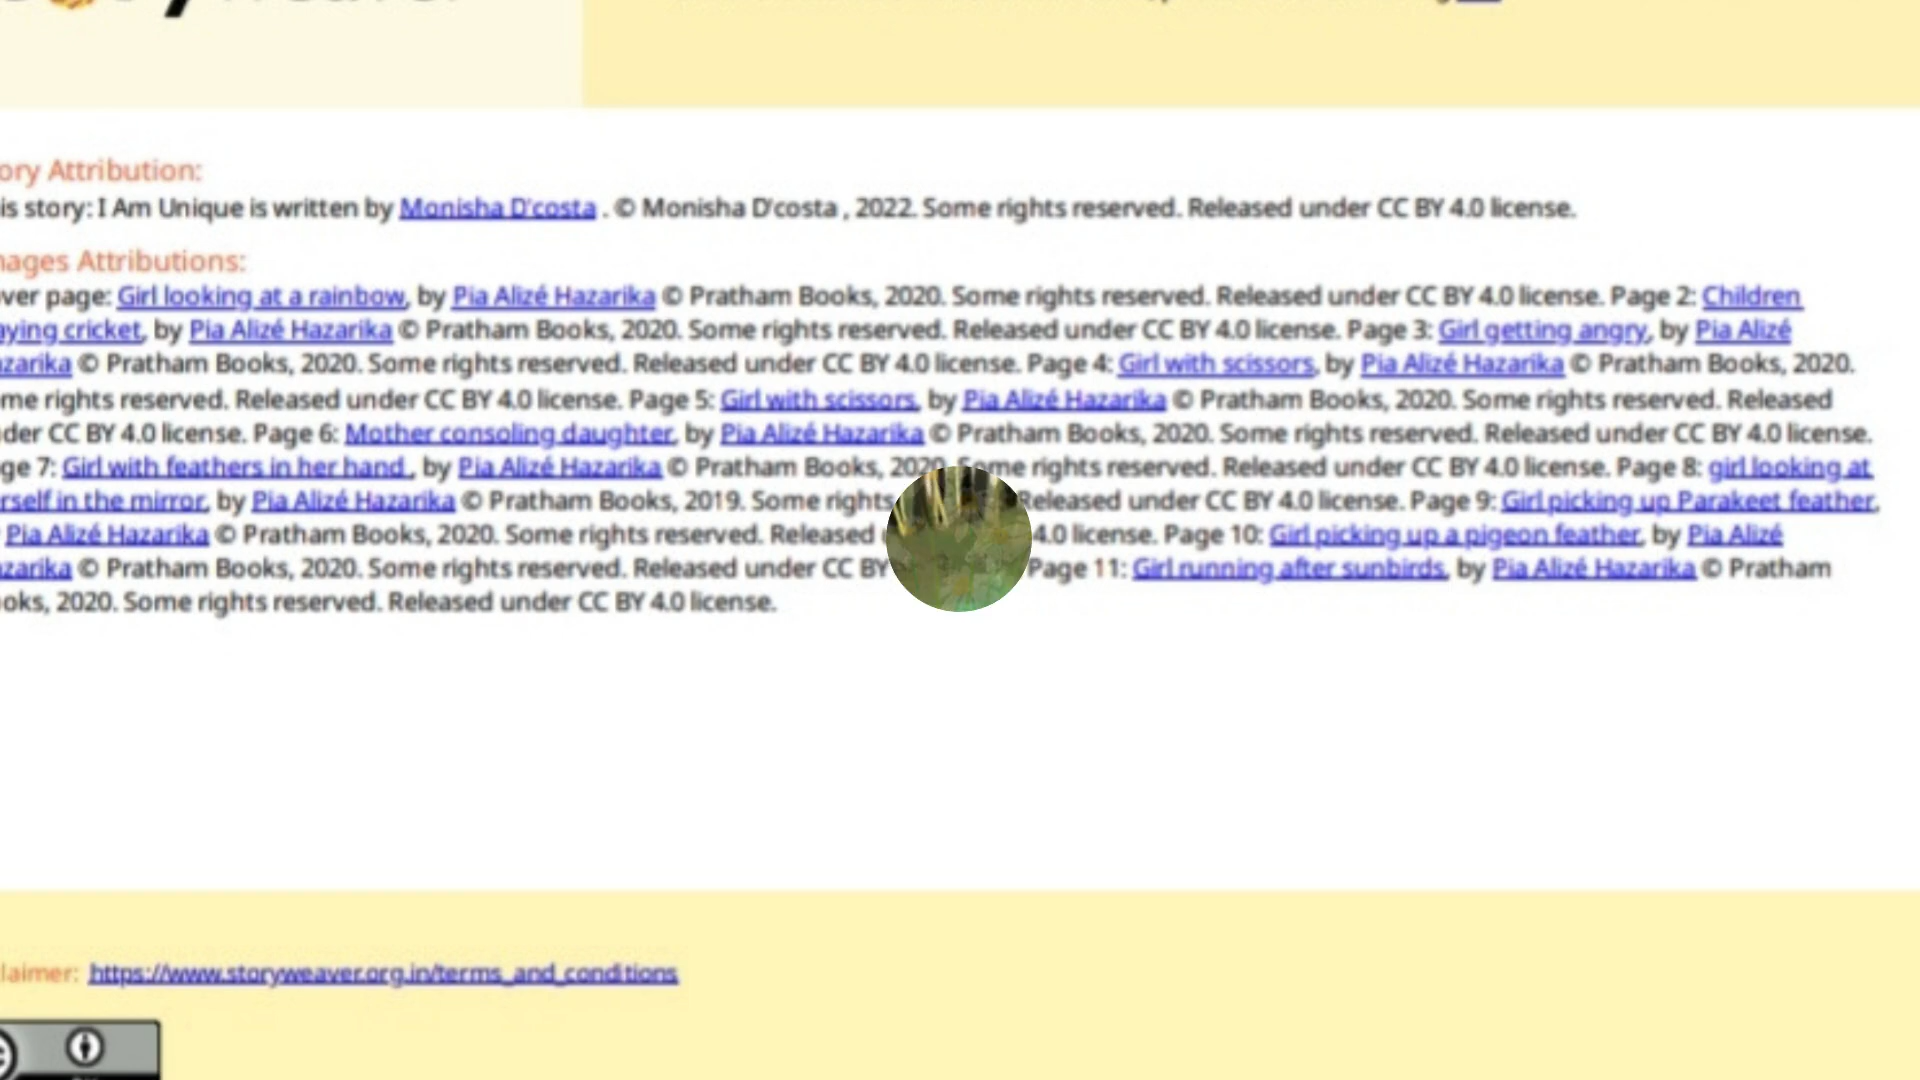 ory Attribution:
is story: I Am Unique is written by Monisha D'costa . © Monisha D'costa , 2022. Some rights reserved. Released under CC BY 4.0 license.
ages Attributions:
ver page: Girl looking at a rainbow, by Pia Alizé Hazarika © Pratham Books, 2020. Some rights reserved. Released under CC BY 4.0 license. Page 2: Children
aying cricket, by Pia Alizé Hazarika © Pratham Books, 2020. Some rights reserved. Released under CC BY 4.0 license. Page 3: Girl getting angry, by Pia Alizé
zarika © Pratham Books, 2020. Some rights reserved. Released under CC BY 4.0 license. Page 4: Girl with scissors, by Pia Alizé Hazarika © Pratham Books, 2020.
me rights reserved. Released under CC BY 4.0 license. Page 5: Girl with scissors, by Pia Alizé Hazarika © Pratham Books, 2020. Some rights reserved. Released
der CC BY 4.0 license. Page 6: Mother consoling daughter, by Pia Alizé Hazarika © Pratham Books, 2020. Some rights reserved. Released under CC BY 4.0 license.
ge 7: Girl with feathers in her hand , by Pia Alizé Hazarika © Pratham Books, 2020. Some rights reserved. Released under CC BY 4.0 license. Page 8: girl looking at
rself in the mirror, by Pia Alizé Hazarika © Pratham Books, 2019. Some rights Released under CC BY 4.0 license. Page 9: Girl picking up Parakeet feather,
Pia Alizé Hazarika © Pratham Books, 2020. Some rights reserved. Released 4.0 license. Page 10: Girl picking up a pigeon feather, by Pia Alizé
zarika © Pratham Books, 2020. Some rights reserved. Released under CC BY Page 11: Girl running after sunbirds, by Pia Alizé Hazarika © Pratham
oks, 2020. Some rights reserved. Released under CC BY 4.0 license.
laimer: https://www.storyweaver.org.in/terms_and_conditions